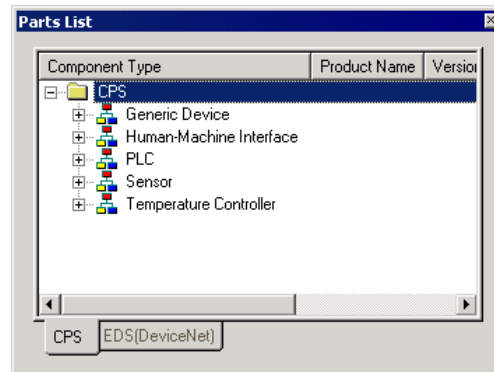 Parts List
Component Type Product Name Version
CPS
Generic Device
Human-Machine Interface
PLC
Sensor
Temperature Controller
CPS EDS(DeviceNet)